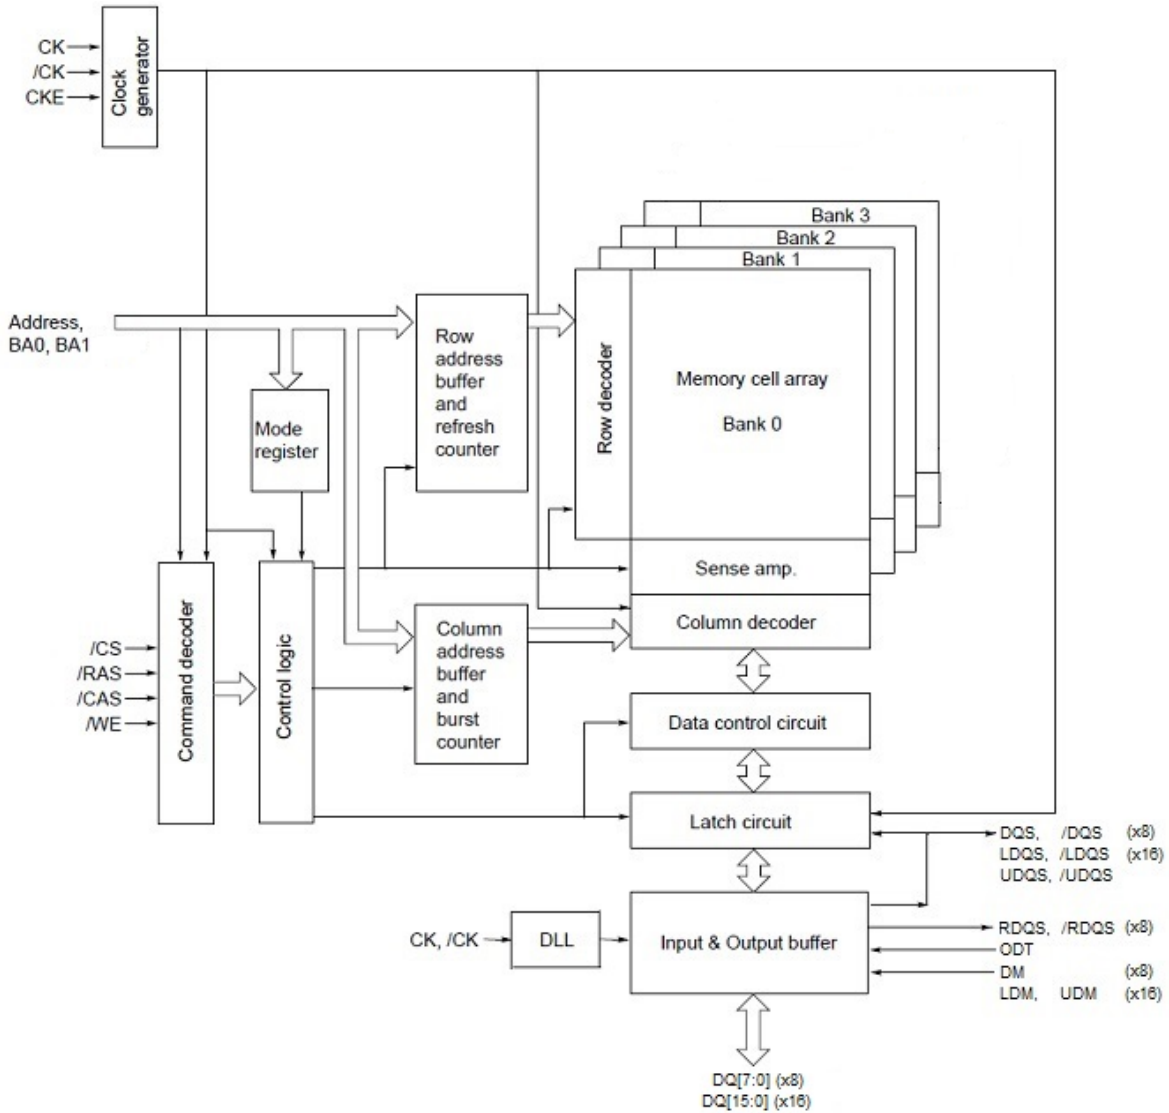 CK
/CK
CKE
Clock
generator
Bank 3
Bank 2
Bank 1
Address,
BA0, BA1
Row
address
buffer
and
refresh
counter
Row decoder
Memory cell array
Bank 0
Mode
register
Sense amp.
Column decoder
/CS
/RAS
/CAS
/WE
Command decoder
Control logic
Column
address
buffer
and
burst
counter
Data control circuit
Latch circuit
DQS, /DQS (x8)
LDQS, /LDQS (x16)
UDQS, /UDQS
CK, /CK
DLL
Input & Output buffer
RDQS, /RDQS (x8)
ODT
DM (x8)
LDM, UDM (x16)
DQ[7:0] (x8)
DQ[15:0] (x16)